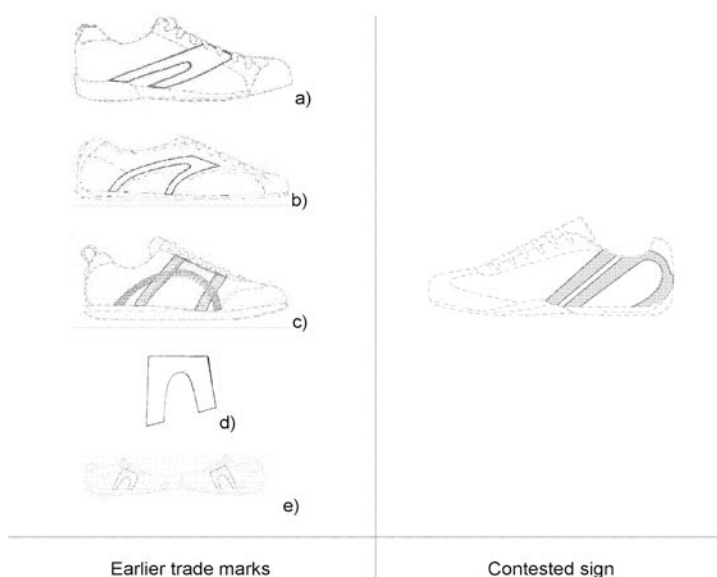 a)
b)
c)
d)
e)
Earlier trade marks
Contested sign